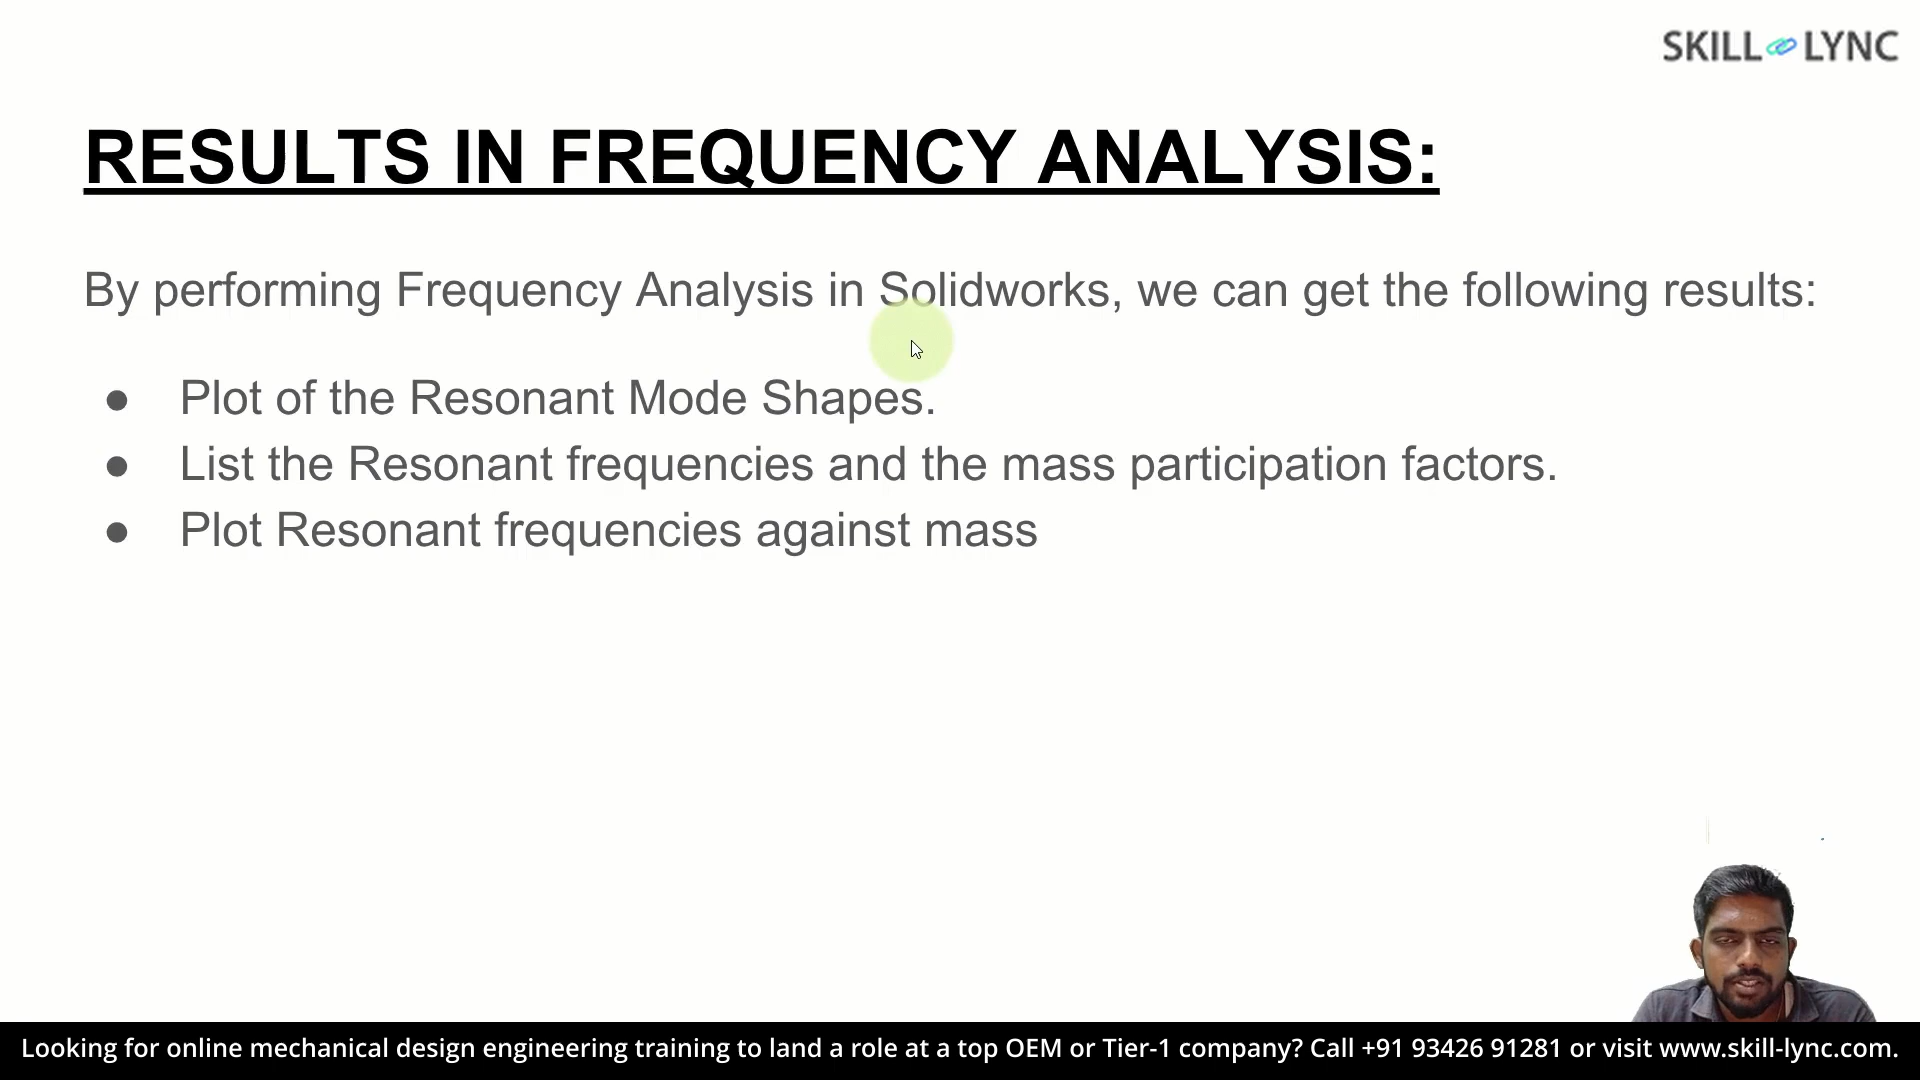 SKILL LYNC
RESULTS IN FREQUENCY ANALYSIS:
By performing Frequency Analysis in Solidworks, we can get the following results:
● Plot of the Resonant Mode Shapes.
● List the Resonant frequencies and the mass participation factors.
● Plot Resonant frequencies against mass
Looking for online mechanical design engineering training to land a role at a top OEM or Tier-1 company? Call +91 93426 91281 or visit www.skill-lync.com.